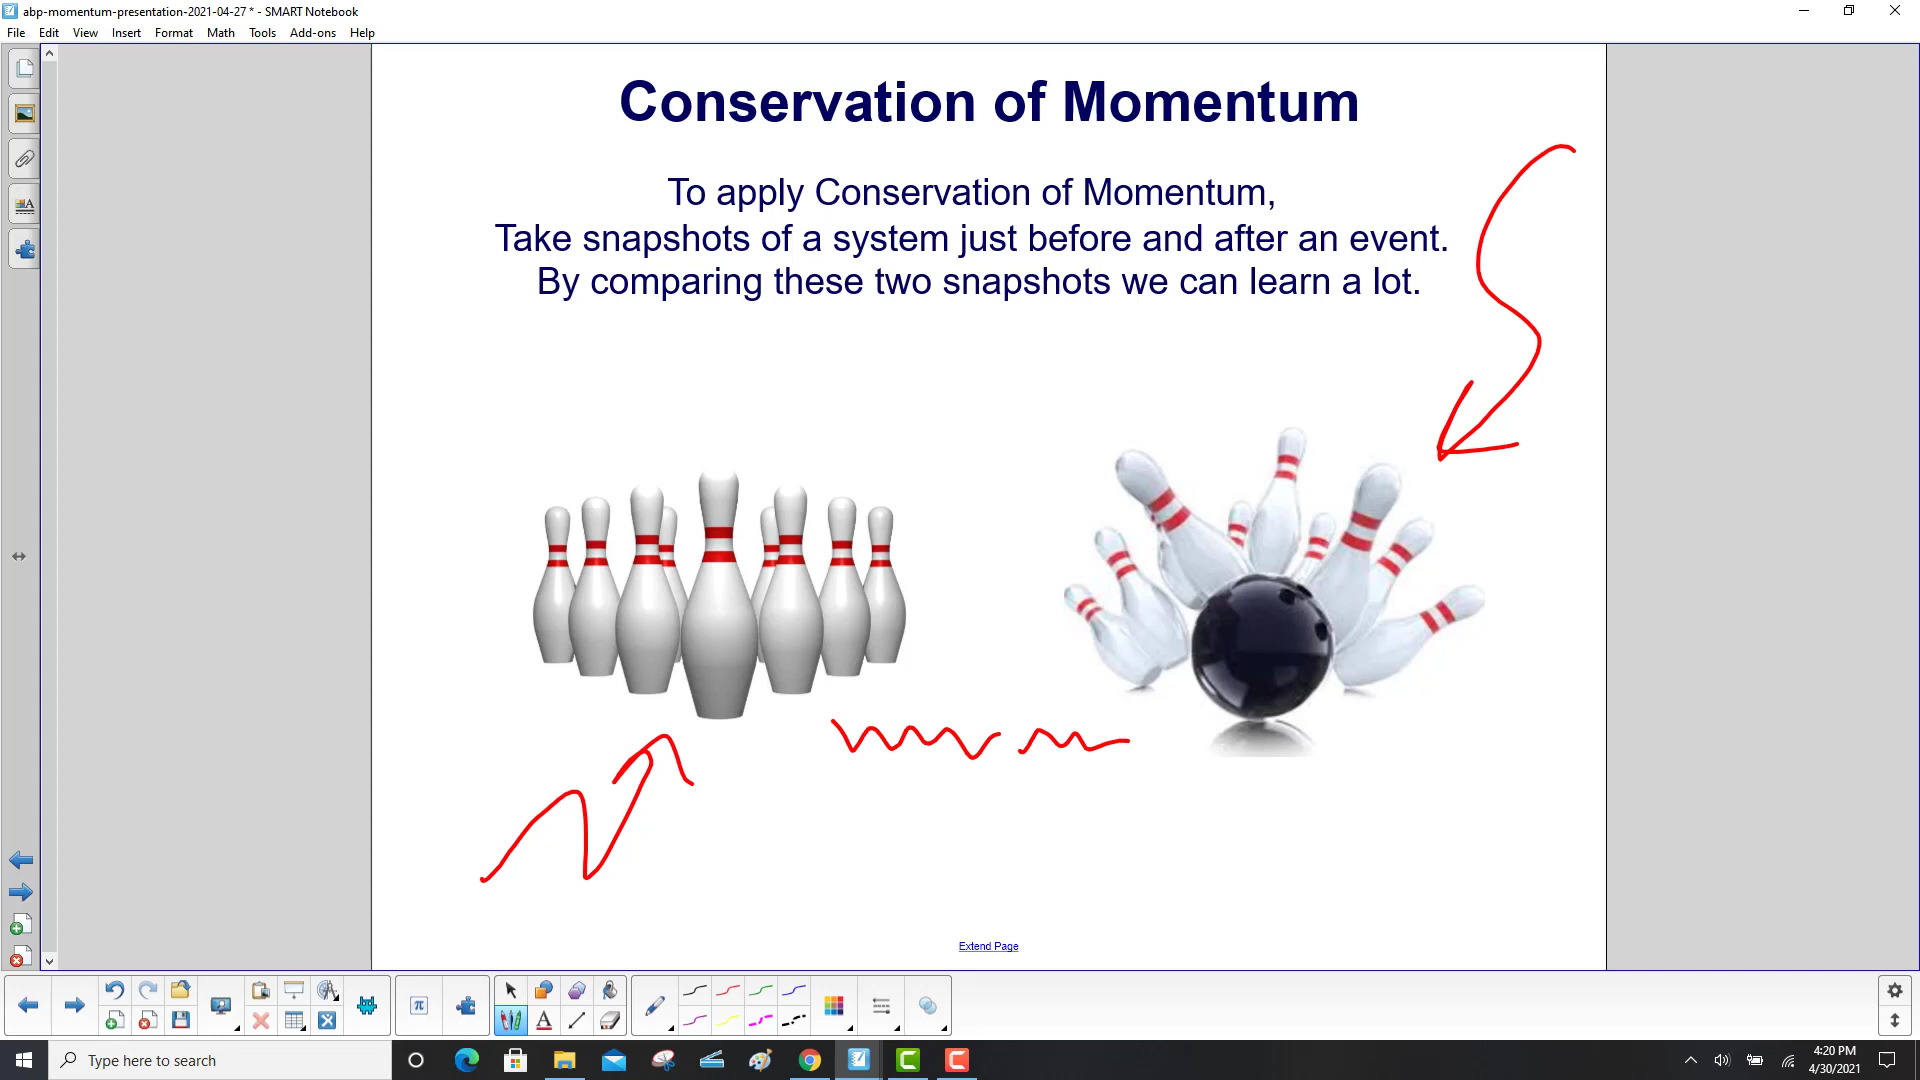 abp-momentum-presentation-2021-04-27 * - SMART Notebook
File Edit View Insert Format Math Tools Add-ons Help
Conservation of Momentum
To apply Conservation of Momentum,
Take snapshots of a system just before and after an event.
By comparing these two snapshots we can learn a lot.
Extend Page
Type here to search
4:20 PM
4/30/2021